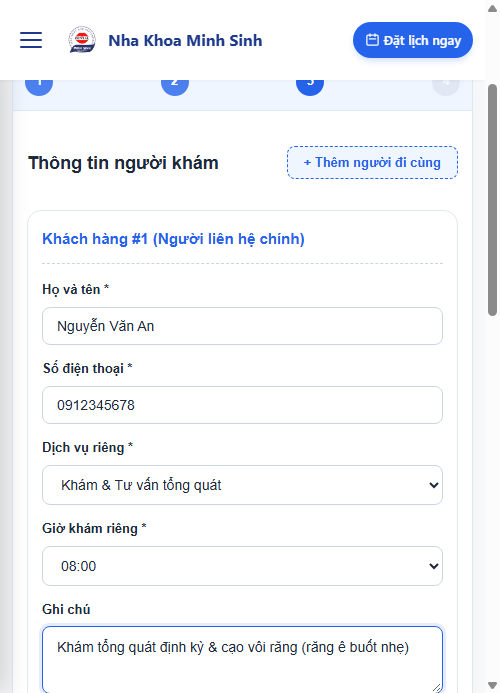 Nha Khoa Minh Sinh
Đặt lịch ngay
1
2
3
4
Thông tin người khám
+ Thêm người đi cùng
Khách hàng #1 (Người liên hệ chính)
Họ và tên *
Nguyễn Văn An
Số điện thoại *
0912345678
Dịch vụ riêng *
Khám & Tư vấn tổng quát
Giờ khám riêng *
08:00
Ghi chú
Khám tổng quát định kỳ & cạo vôi răng (răng ê buốt nhẹ)